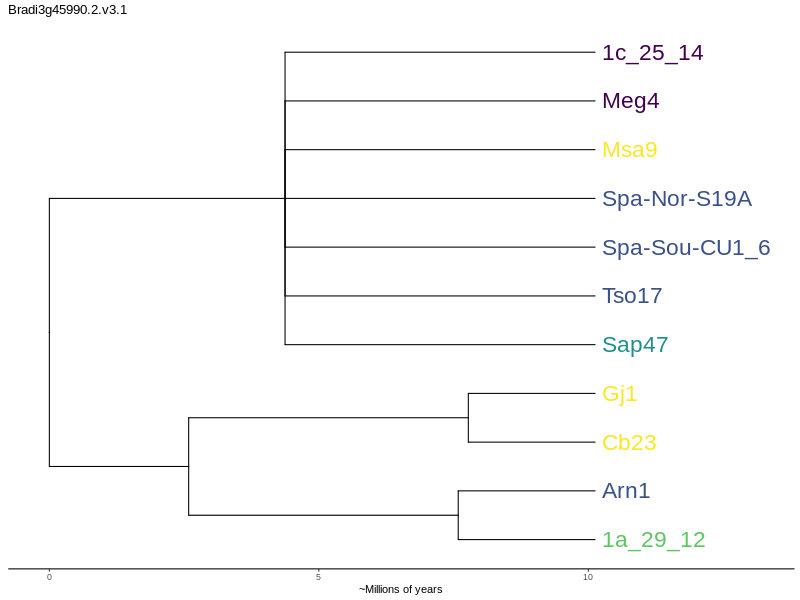 Bradi3g45990.2.v3.1
1c_25_14
Meg4
Msa9
Spa-Nor-S19A
Spa-Sou-CU1_6
Tso17
Sap47
Gj1
Cb23
Arn1
1a_29_12
0 5 10
~Millions of years